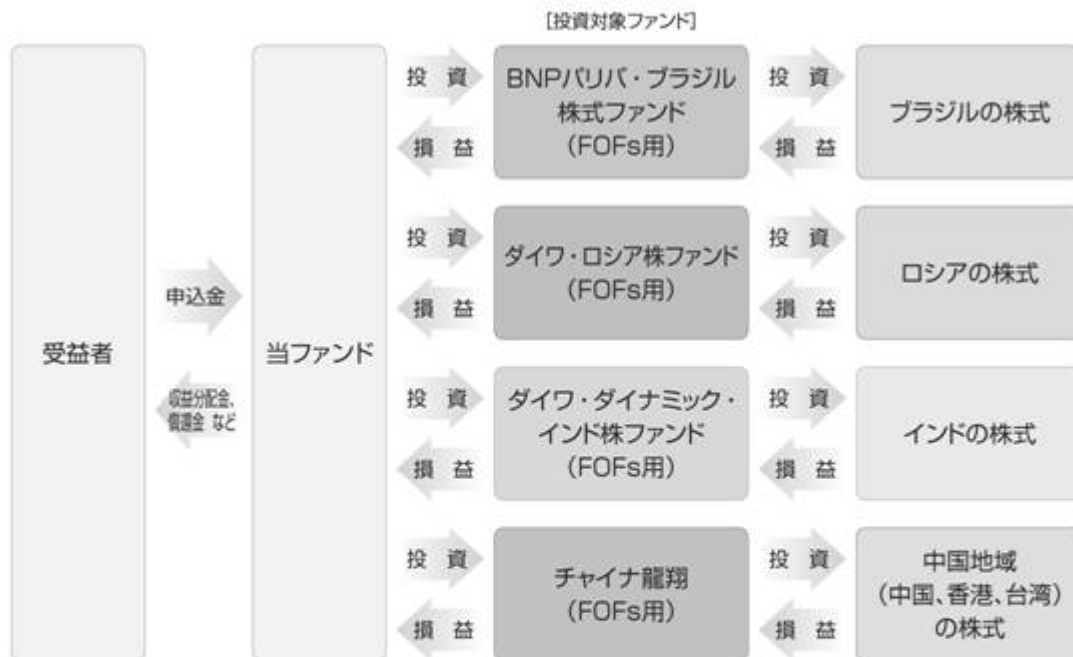 [投資対象ファンド]
受益者
申込金
収益分配金、
償還金 など
当ファンド
投 資
損 益
BNPパリバ・ブラジル
株式ファンド
(FOFs用)
投 資
損 益
ブラジルの株式
投 資
損 益
ダイワ・ロシア株ファンド
(FOFs用)
投 資
損 益
ロシアの株式
投 資
損 益
ダイワ・ダイナミック・
インド株ファンド
(FOFs用)
投 資
損 益
インドの株式
投 資
損 益
チャイナ龍翔
(FOFs用)
投 資
損 益
中国地域
(中国、香港、台湾)
の株式